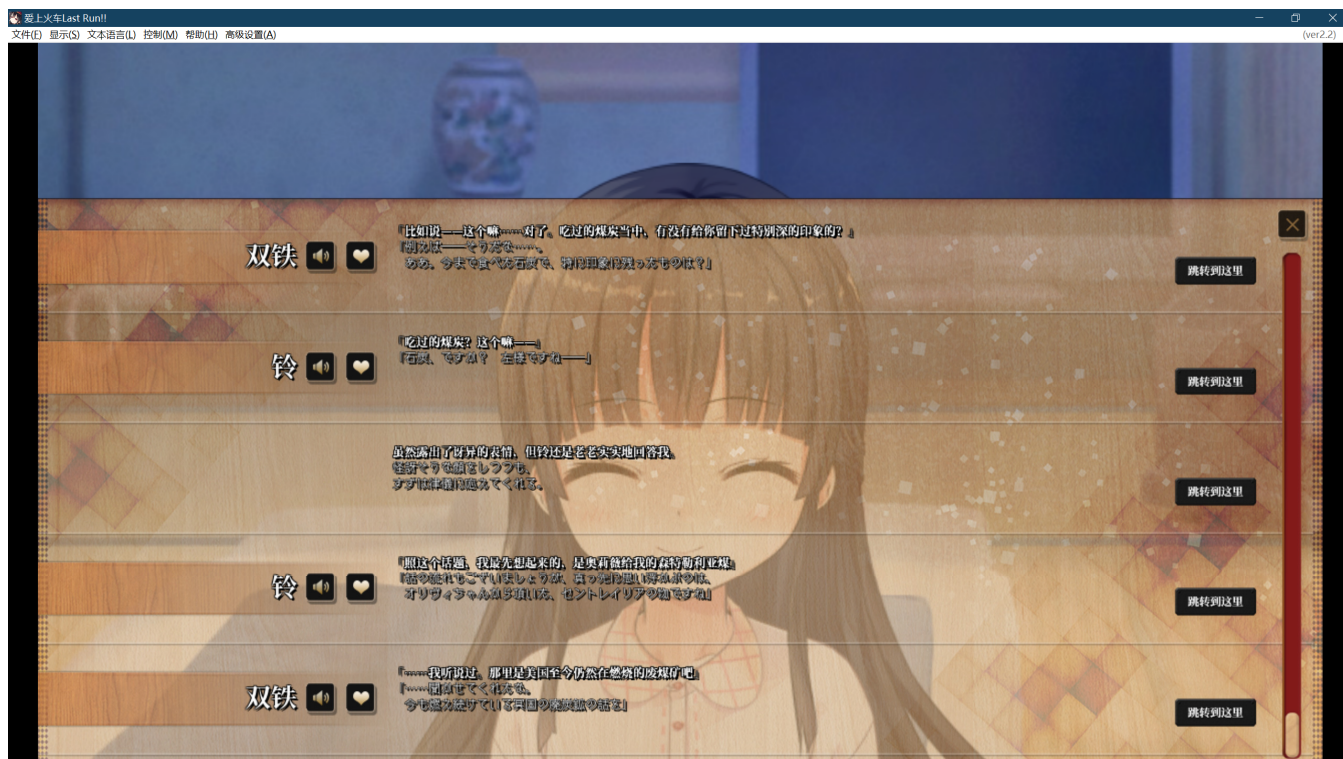 爱上火车Last Run!!
文件(F) 显示(S) 文本语言(L) 控制(M) 帮助(H) 高级设置(A) (ver2.2)
双铁
『比如说——这个嘛……对了。吃过的煤炭当中，有没有给你留下过特别深的印象的？』
『例えば——そうだな……。
ああ、今まで食べた石炭で、特に印象に残ったものは？』
跳转到这里
铃
『吃过的煤炭？这个嘛——』
『石炭、ですか？　左様ですね——』
跳转到这里
虽然露出了讶异的表情，但铃还是老老实实地回答我。
怪訝そうな顔をしつつも、
すずは律儀に応えてくれる。
跳转到这里
铃
『照这个话题，我最先想起来的，是奥莉薇给我的森特勒利亚煤』
『話の流れもございましょうが、真っ先に思い浮かぶのは、
オリヴィちゃんから頂いた、セントレイリアの物ですね』
跳转到这里
双铁
『……我听说过。那里是美国至今仍然在燃烧的废煤矿吧』
『……聞かせてくれたな。
今も燃え続けている異国の廃炭鉱の話を』
跳转到这里